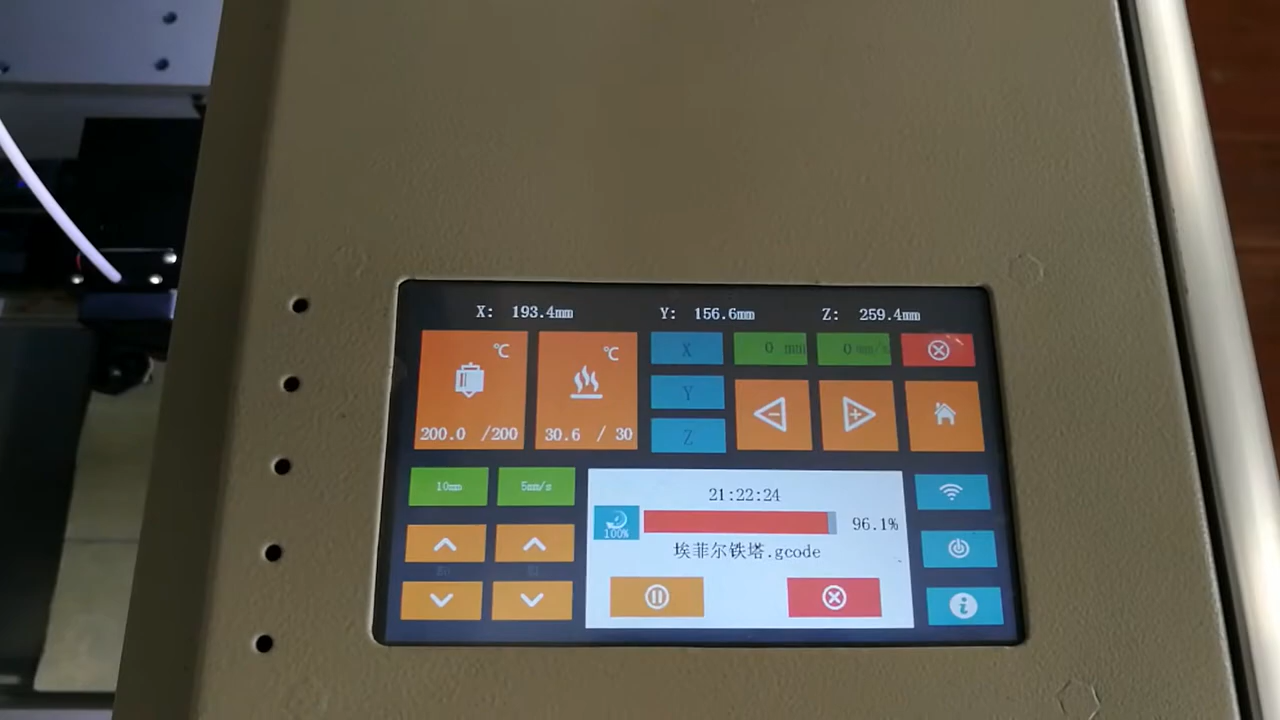 X: 193.4mm Y: 156.6mm Z: 259.4mm
℃ ℃ X 0 mm 0 mm/s
Y
200.0 /200 30.6 / 30 Z
10mm 5mm/s
21:22:24
100% 96.1%
埃菲尔铁塔.gcode